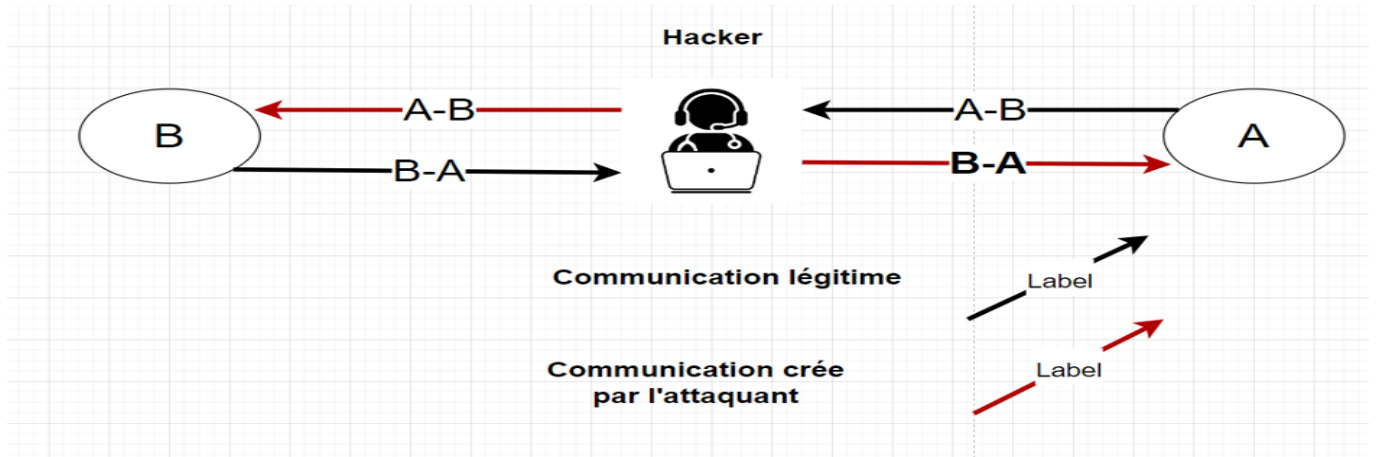 Hacker
A-B
A-B
B
A
B-A
B-A
Communication légitime
Label
Communication crée
par l'attaquant
Label